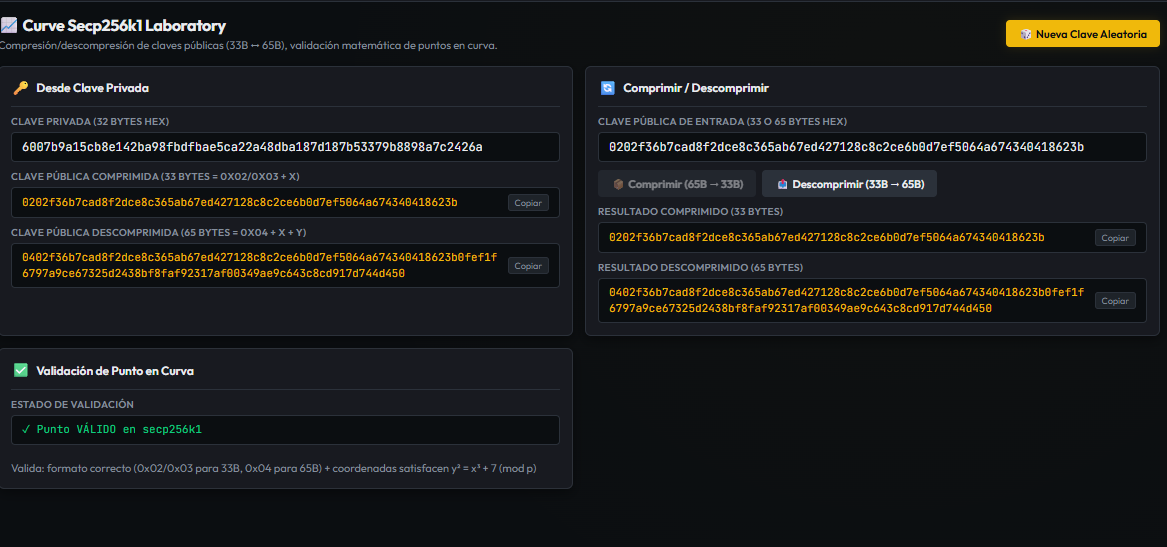 📈 Curve Secp256k1 Laboratory
Compresión/descompresión de claves públicas (33B ↔ 65B), validación matemática de puntos en curva.
🎲 Nueva Clave Aleatoria
🔑 Desde Clave Privada
CLAVE PRIVADA (32 BYTES HEX)
6007b9a15cb8e142ba98fbdfbae5ca22a48dba187d187b53379b8898a7c2426a
CLAVE PÚBLICA COMPRIMIDA (33 BYTES = 0X02/0X03 + X)
0202f36b7cad8f2dce8c365ab67ed427128c8c2ce6b0d7ef5064a674340418623b
Copiar
CLAVE PÚBLICA DESCOMPRIMIDA (65 BYTES = 0X04 + X + Y)
0402f36b7cad8f2dce8c365ab67ed427128c8c2ce6b0d7ef5064a674340418623b0fef1f
6797a9ce67325d2438bf8faf92317af00349ae9c643c8cd917d744d450
Copiar
🔄 Comprimir / Descomprimir
CLAVE PÚBLICA DE ENTRADA (33 O 65 BYTES HEX)
0202f36b7cad8f2dce8c365ab67ed427128c8c2ce6b0d7ef5064a674340418623b
📦 Comprimir (65B → 33B)
📤 Descomprimir (33B → 65B)
RESULTADO COMPRIMIDO (33 BYTES)
0202f36b7cad8f2dce8c365ab67ed427128c8c2ce6b0d7ef5064a674340418623b
Copiar
RESULTADO DESCOMPRIMIDO (65 BYTES)
0402f36b7cad8f2dce8c365ab67ed427128c8c2ce6b0d7ef5064a674340418623b0fef1f
6797a9ce67325d2438bf8faf92317af00349ae9c643c8cd917d744d450
Copiar
✅ Validación de Punto en Curva
ESTADO DE VALIDACIÓN
✓ Punto VÁLIDO en secp256k1
Valida: formato correcto (0x02/0x03 para 33B, 0x04 para 65B) + coordenadas satisfacen y² = x³ + 7 (mod p)